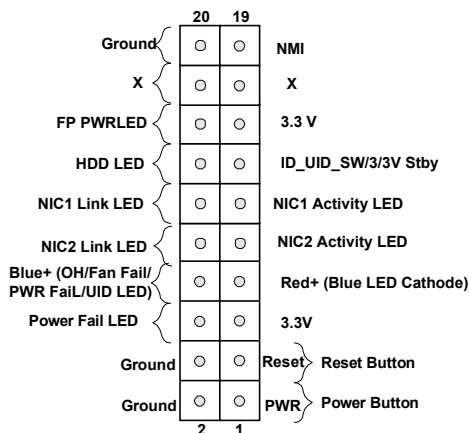 20 19
Ground NMI
X X
FP PWRLED 3.3 V
HDD LED ID_UID_SW/3/3V Stby
NIC1 Link LED NIC1 Activity LED
NIC2 Link LED NIC2 Activity LED
Blue+ (OH/Fan Fail/
PWR FaiL/UID LED) Red+ (Blue LED Cathode)
Power Fail LED 3.3V
Ground Reset Reset Button
Ground PWR Power Button
2 1